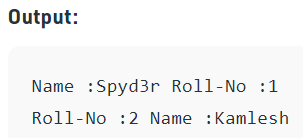 Output:
Name :Spyd3r Roll-No :1
Roll-No :2 Name :Kamlesh